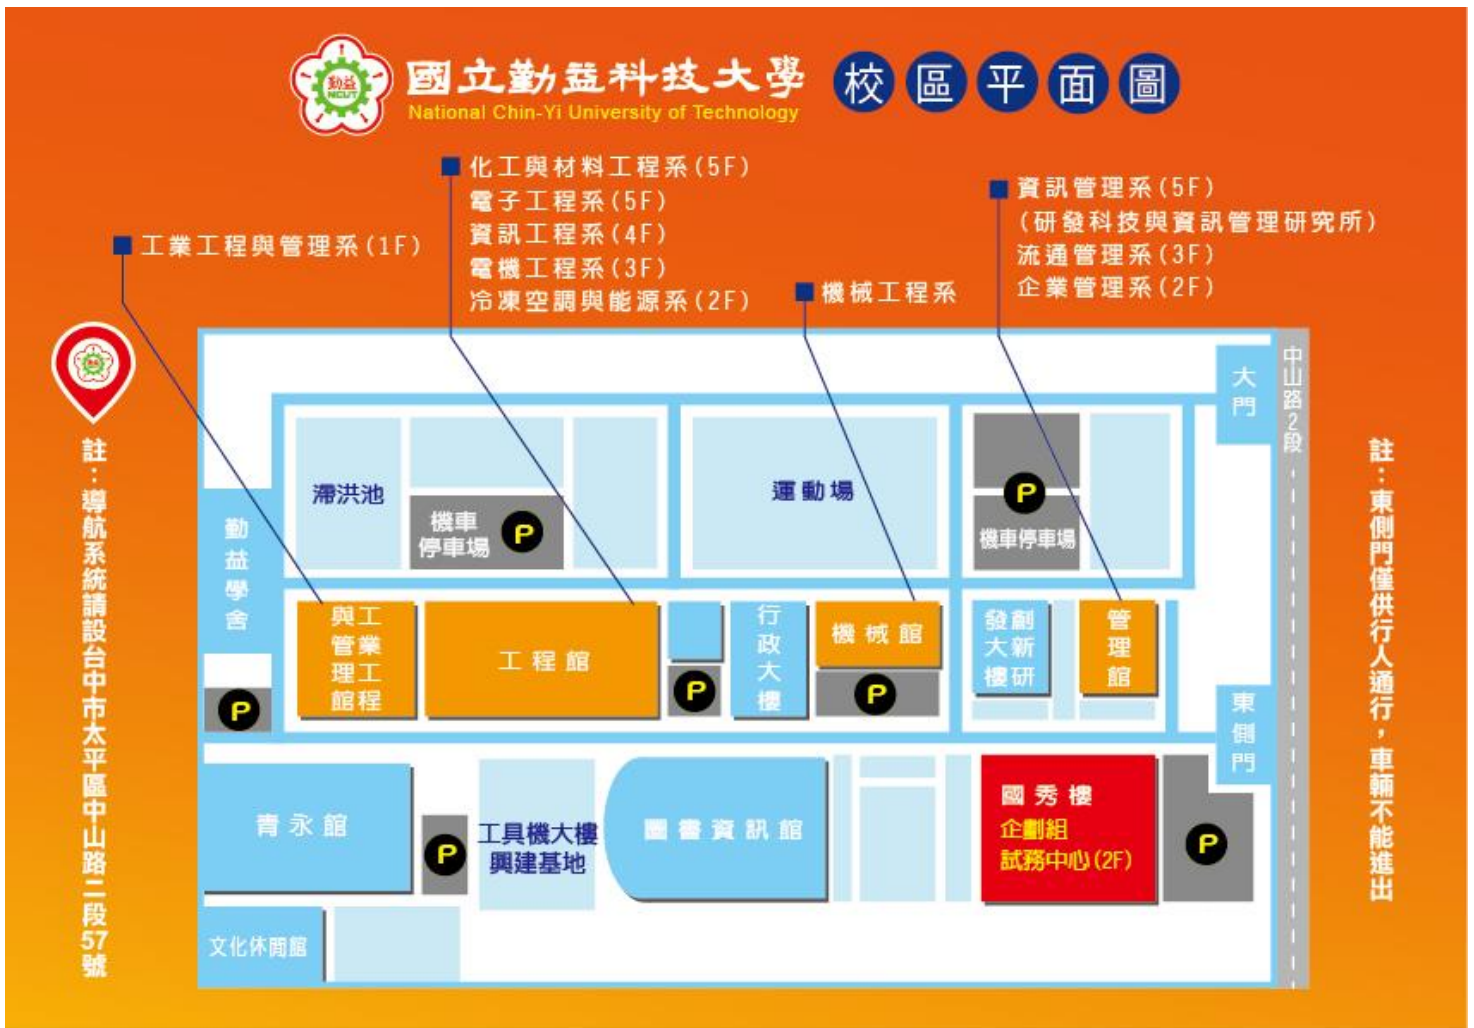 勤益
NCUT
國立勤益科技大學
National Chin-Yi University of Technology
校區平面圖
工業工程與管理系(1F)
化工與材料工程系(5F)
電子工程系(5F)
資訊工程系(4F)
電機工程系(3F)
冷凍空調與能源系(2F)
機械工程系
資訊管理系(5F)
(研發科技與資訊管理研究所)
流通管理系(3F)
企業管理系(2F)
註：導航系統請設台中市太平區中山路二段57號
註：東側門僅供行人通行，車輛不能進出
大門
中山路2段
滯洪池
機車
停車場
P
運動場
P
機車停車場
勤益學舍
P
工業工程
與管理館
工程館
P
行政大樓
機械館
P
創新研
發大樓
管理館
東側門
青永館
P
工具機大樓
興建基地
圖書資訊館
國秀樓
企劃組
試務中心(2F)
P
文化休閒館